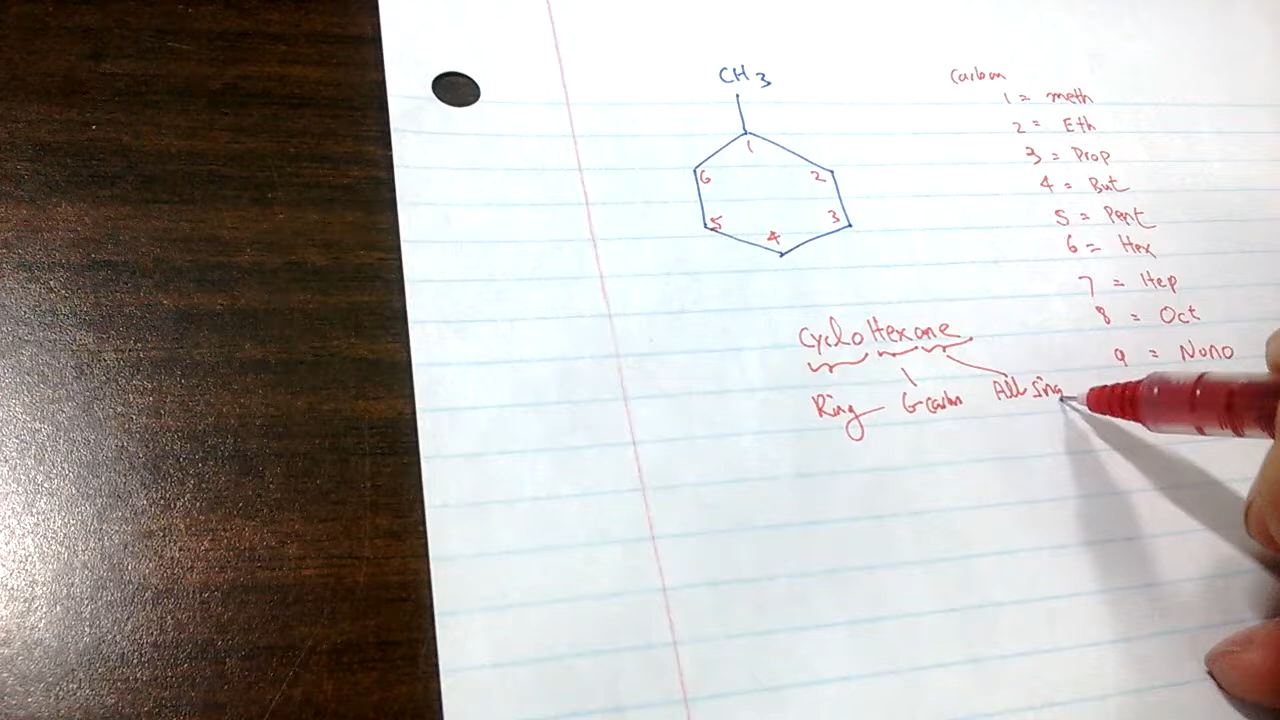 CH3
1
6
2
5
3
4
Carbon
1 = meth
2 = Eth
3 = Prop
4 = But
5 = Pent
6 = Hex
7 = Hep
8 = Oct
9 = Nono
CycloHexane
Ring 6-carbn All sing